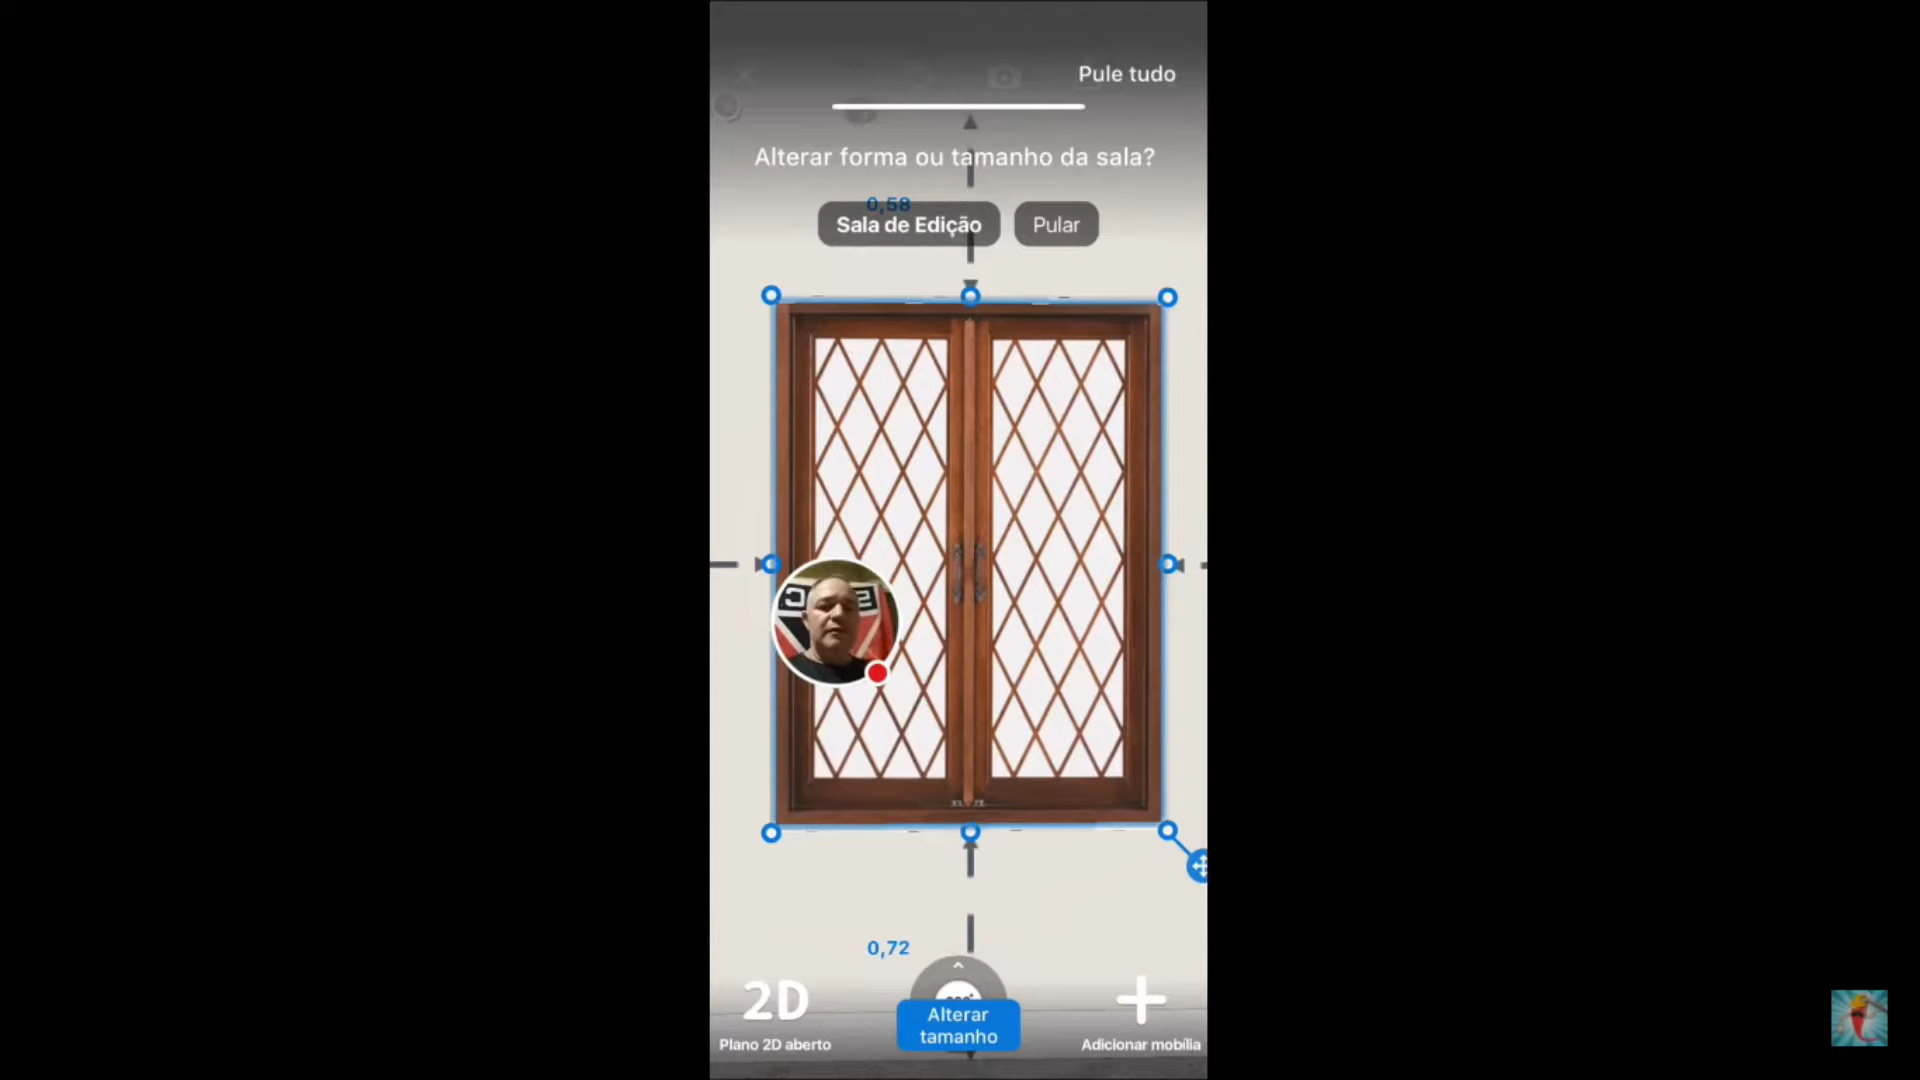 Pule tudo
Alterar forma ou tamanho da sala?
0,58
Sala de Edição
Pular
0,72
2D
Alterar
tamanho
Plano 2D aberto
Adicionar mobília